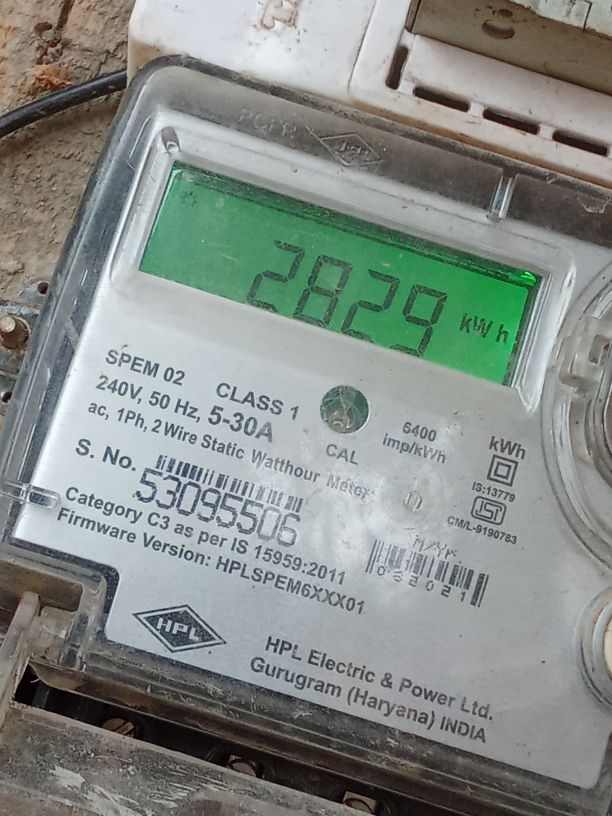 2829 kWh
SPEM 02 CLASS 1
240V, 50 Hz, 5-30A
ac, 1Ph, 2 Wire Static Watthour Meter
CAL
6400
imp/kWh
kWh
IS:13779
CM/L-9190783
S. No.
53095506
M/Yr
032021
Category C3 as per IS 15959:2011
Firmware Version: HPLSPEM6XXX01
HPL
HPL Electric & Power Ltd.
Gurugram (Haryana) INDIA